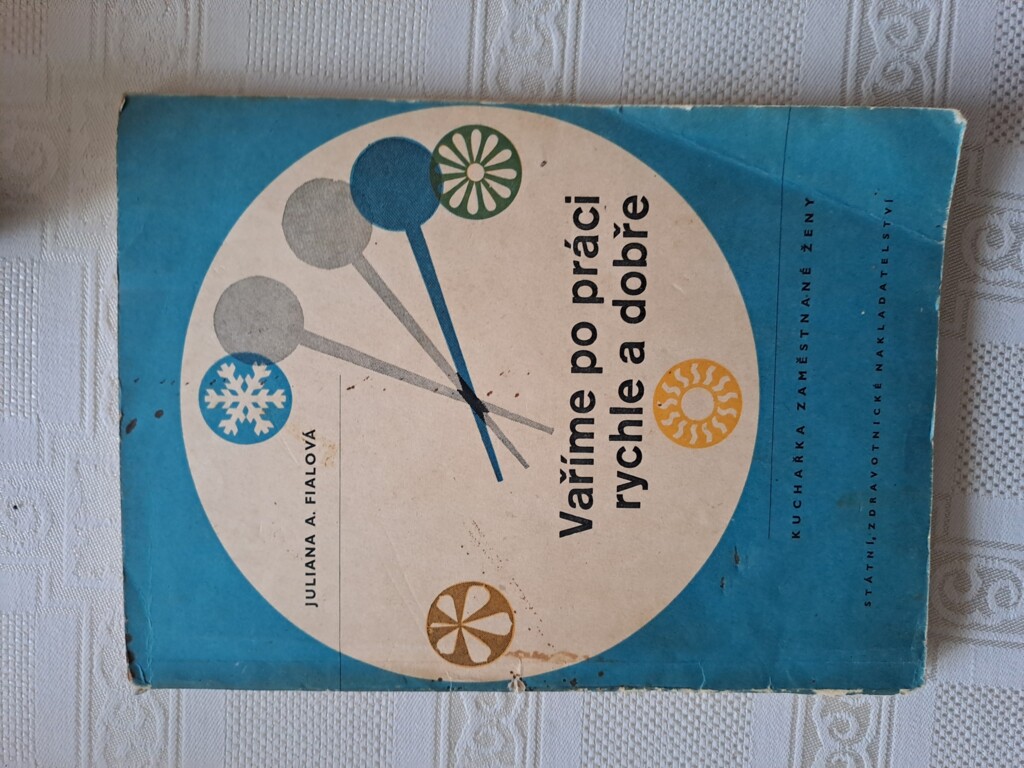 JULIANA A. FIALOVÁ
Vaříme po práci
rychle a dobře
KUCHAŘKA ZAMĚSTNANÉ ŽENY
STÁTNÍ ZDRAVOTNICKÉ NAKLADATELSTVÍ